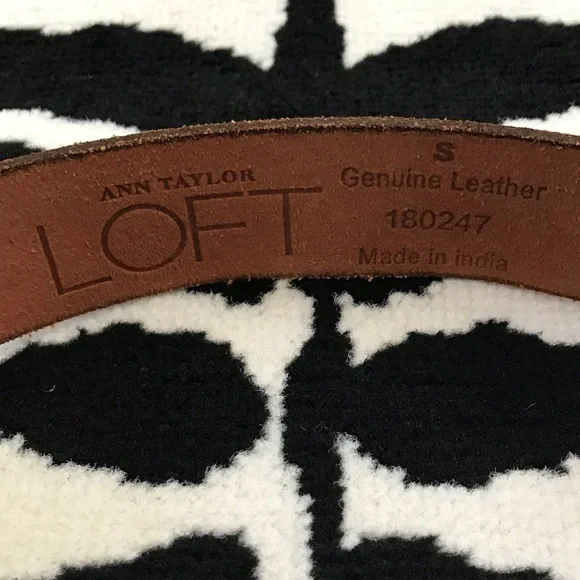 ANN TAYLOR
LOFT
S
Genuine Leather
180247
Made in india